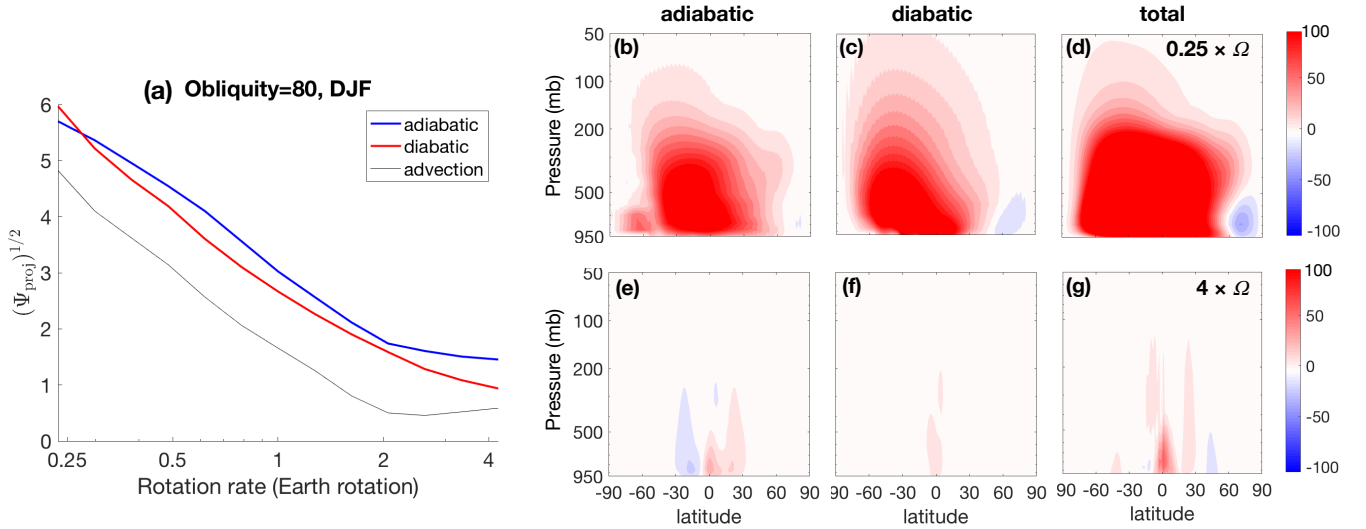 (a) Obliquity=80, DJF
6
5
4
3
2
1
0
(Ψproj)^1/2
adiabatic
diabatic
advection
0.25 0.5 1 2 4
Rotation rate (Earth rotation)
adiabatic diabatic total
(b) (c) (d) 0.25 × Ω
50
100
200
500
950
Pressure (mb)
100
50
0
-50
-100
(e) (f) (g) 4 × Ω
50
100
200
500
950
Pressure (mb)
100
50
0
-50
-100
-90 -60 -30 0 30 60 90 -60 -30 0 30 60 90 90 -60 -30 0 30 60 90
latitude latitude latitude